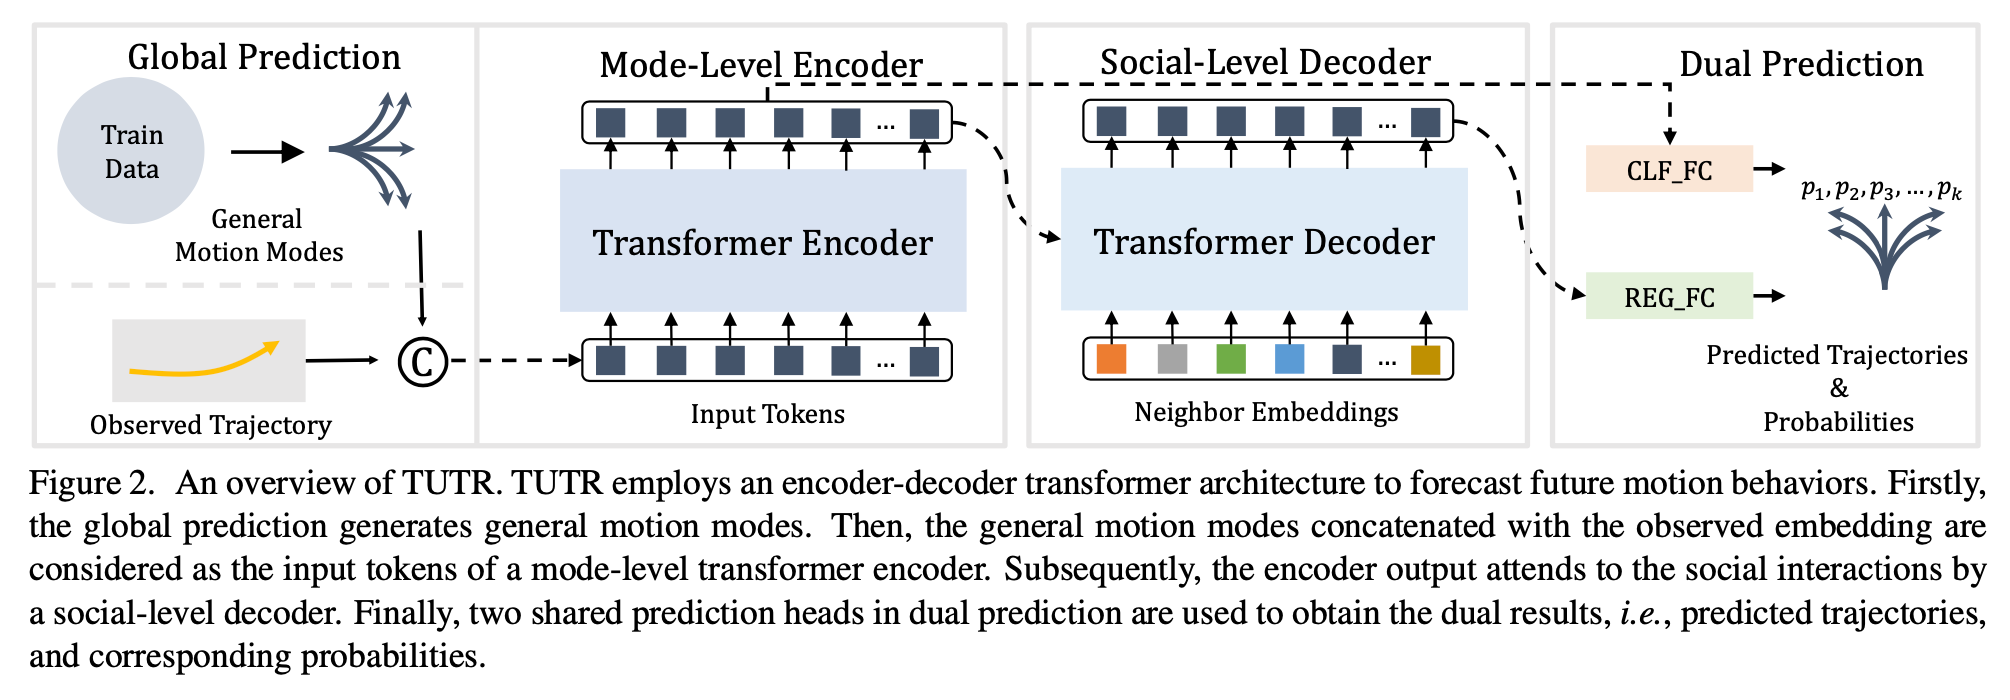 Global Prediction
Train
Data
General
Motion Modes
Observed Trajectory
C
Mode-Level Encoder
...
Transformer Encoder
...
Input Tokens
Social-Level Decoder
...
Transformer Decoder
...
Neighbor Embeddings
Dual Prediction
CLF_FC
p₁, p₂, p₃, ..., pₖ
REG_FC
Predicted Trajectories
&
Probabilities
Figure 2. An overview of TUTR. TUTR employs an encoder-decoder transformer architecture to forecast future motion behaviors. Firstly,
the global prediction generates general motion modes. Then, the general motion modes concatenated with the observed embedding are
considered as the input tokens of a mode-level transformer encoder. Subsequently, the encoder output attends to the social interactions by
a social-level decoder. Finally, two shared prediction heads in dual prediction are used to obtain the dual results, i.e., predicted trajectories,
and corresponding probabilities.